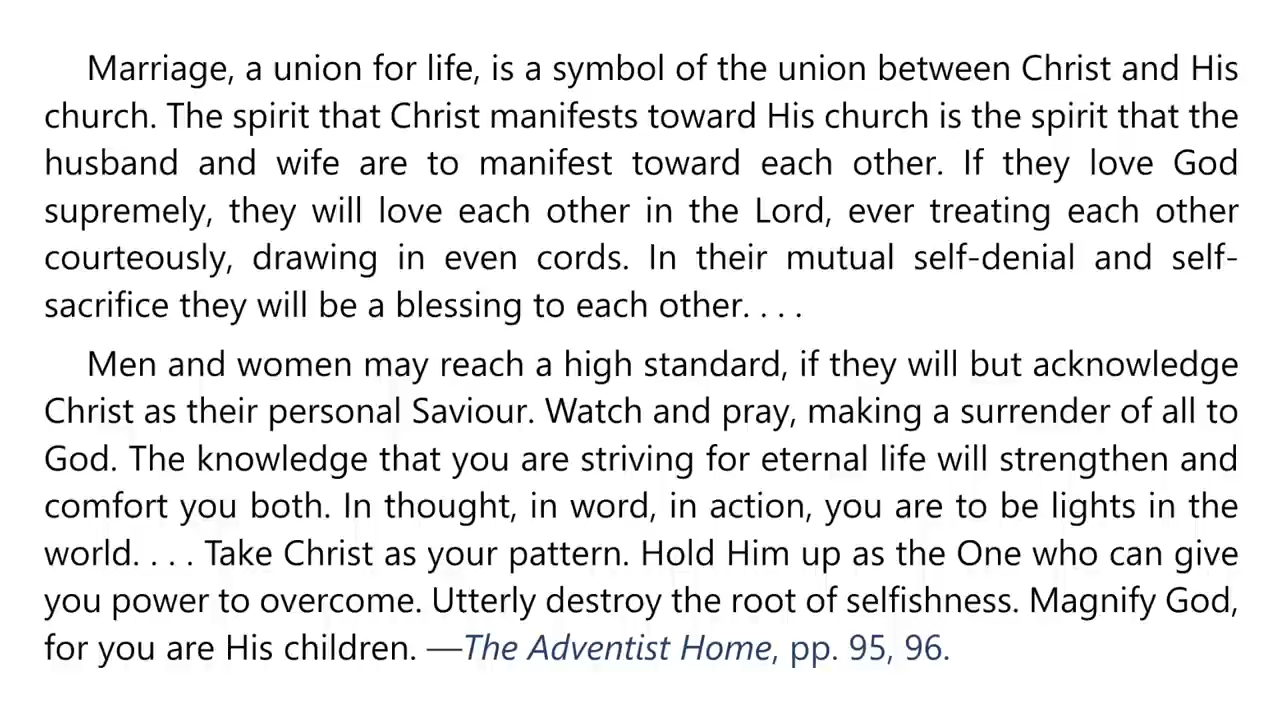 Marriage, a union for life, is a symbol of the union between Christ and His
church. The spirit that Christ manifests toward His church is the spirit that the
husband and wife are to manifest toward each other. If they love God
supremely, they will love each other in the Lord, ever treating each other
courteously, drawing in even cords. In their mutual self-denial and self-
sacrifice they will be a blessing to each other. . . .
Men and women may reach a high standard, if they will but acknowledge
Christ as their personal Saviour. Watch and pray, making a surrender of all to
God. The knowledge that you are striving for eternal life will strengthen and
comfort you both. In thought, in word, in action, you are to be lights in the
world. . . . Take Christ as your pattern. Hold Him up as the One who can give
you power to overcome. Utterly destroy the root of selfishness. Magnify God,
for you are His children. —The Adventist Home, pp. 95, 96.